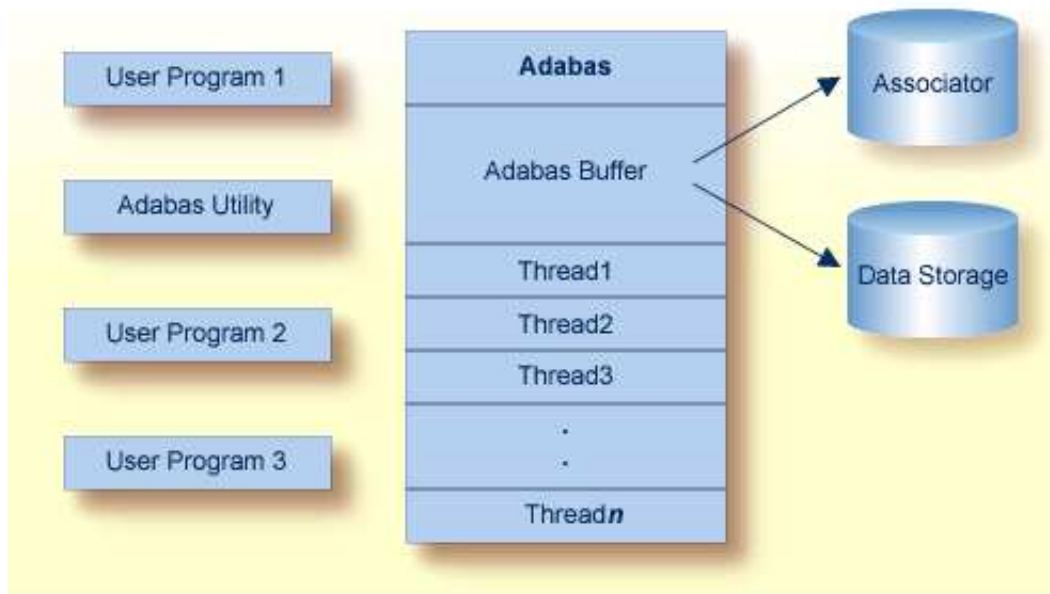 User Program 1
Adabas Utility
User Program 2
User Program 3
Adabas
Adabas Buffer
Thread1
Thread2
Thread3
.
.
Threadn
Associator
Data Storage